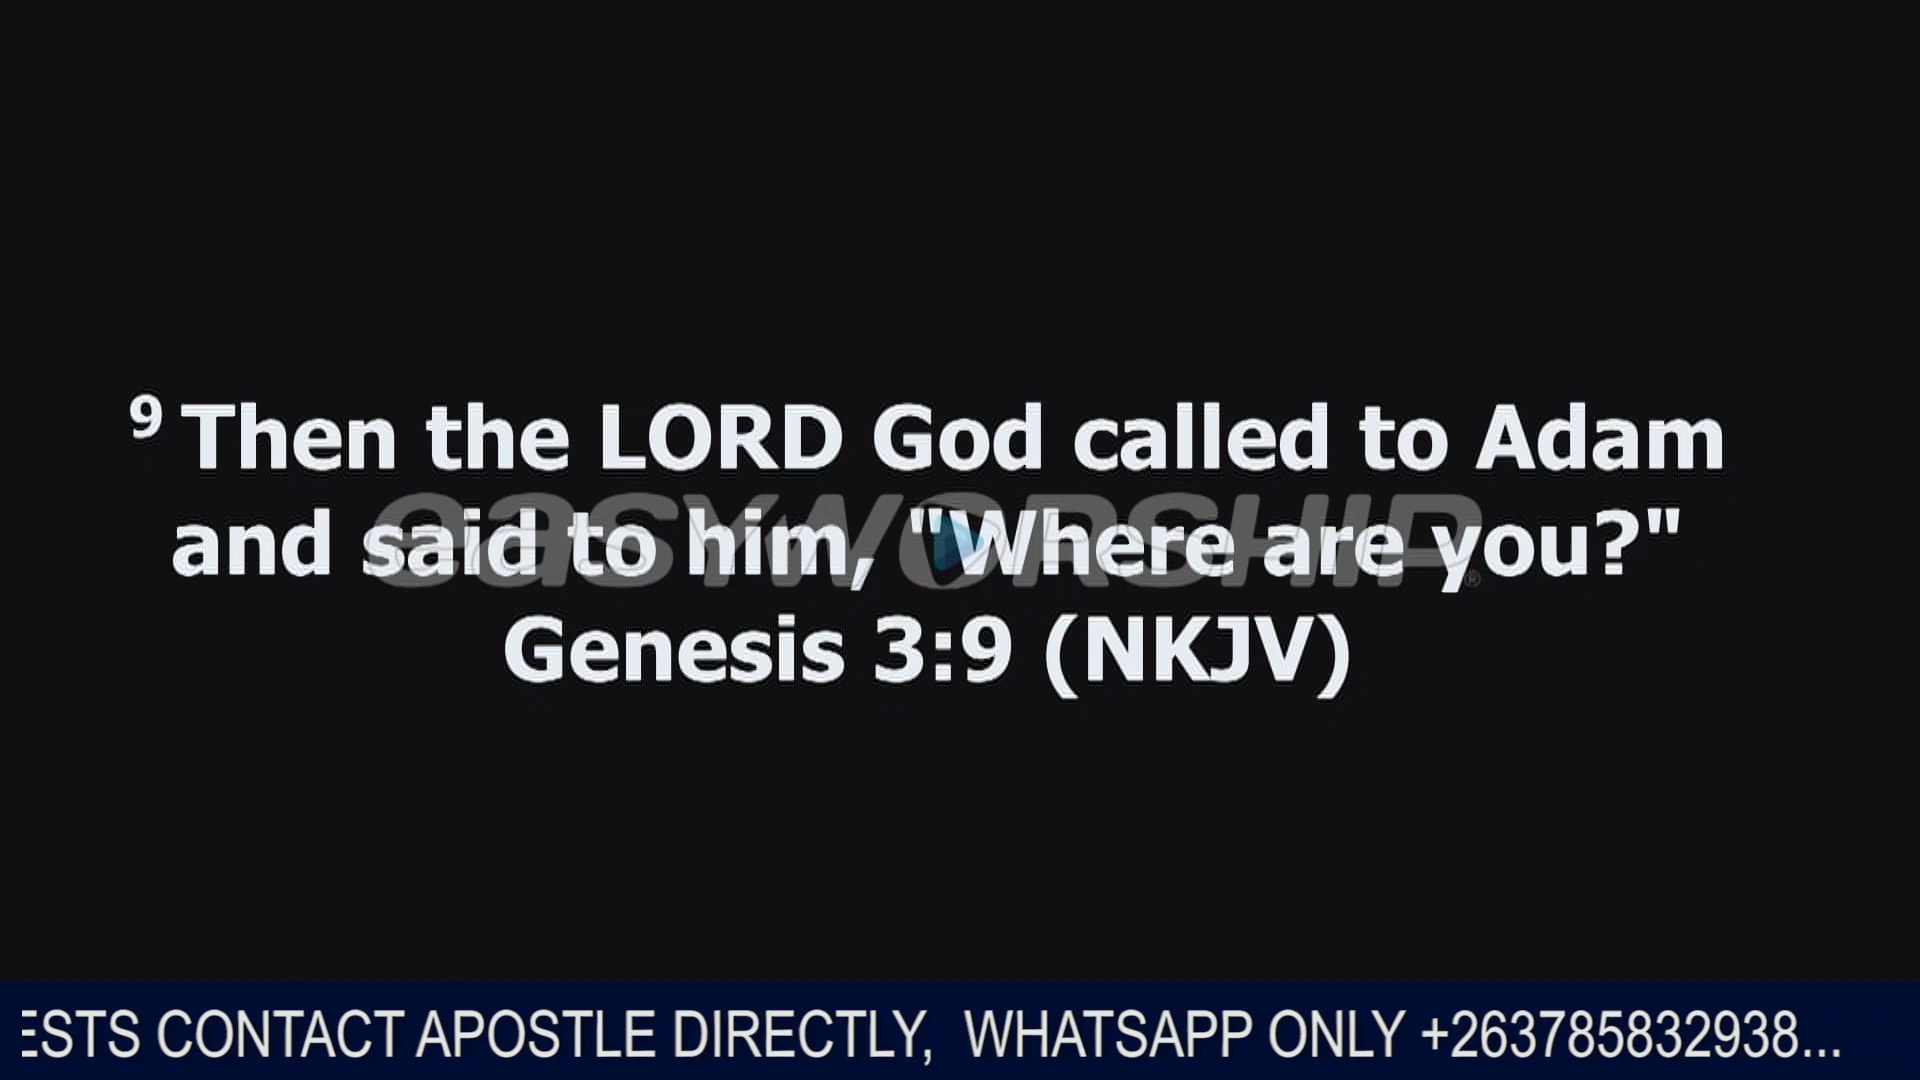 9 Then the LORD God called to Adam
and said to him, "Where are you?"
Genesis 3:9 (NKJV)
easyworship®
ESTS CONTACT APOSTLE DIRECTLY, WHATSAPP ONLY +263785832938...